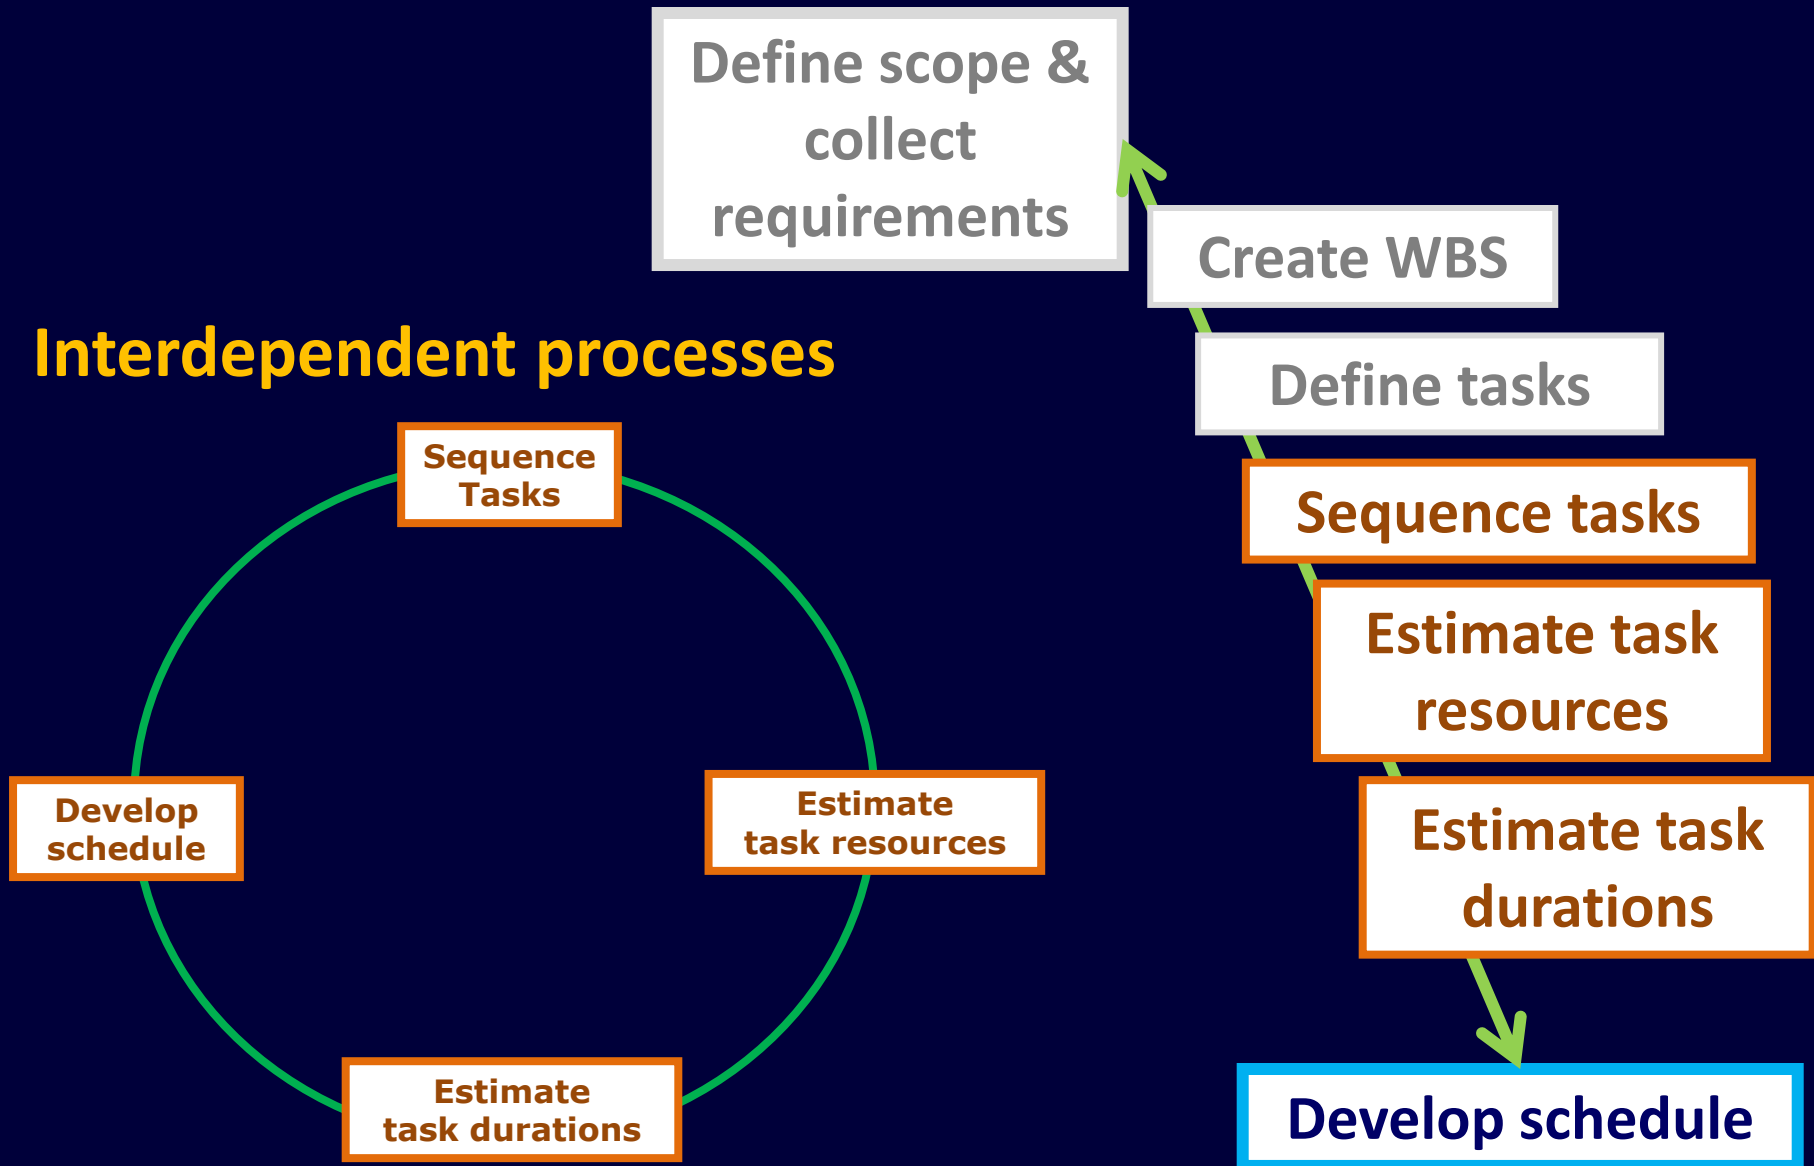 Define scope &
collect
requirements
Create WBS
Define tasks
Sequence tasks
Estimate task
resources
Estimate task
durations
Develop schedule
Interdependent processes
Sequence
Tasks
Estimate
task resources
Estimate
task durations
Develop
schedule